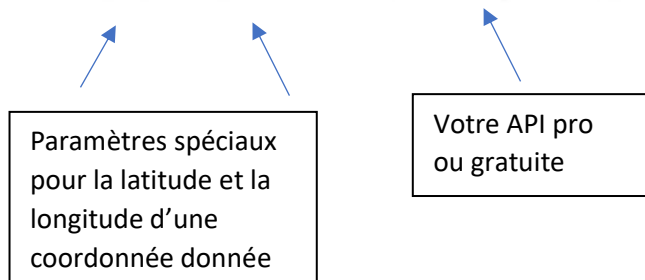 Paramètres spéciaux
pour la latitude et la
longitude d’une
coordonnée donnée
Votre API pro
ou gratuite